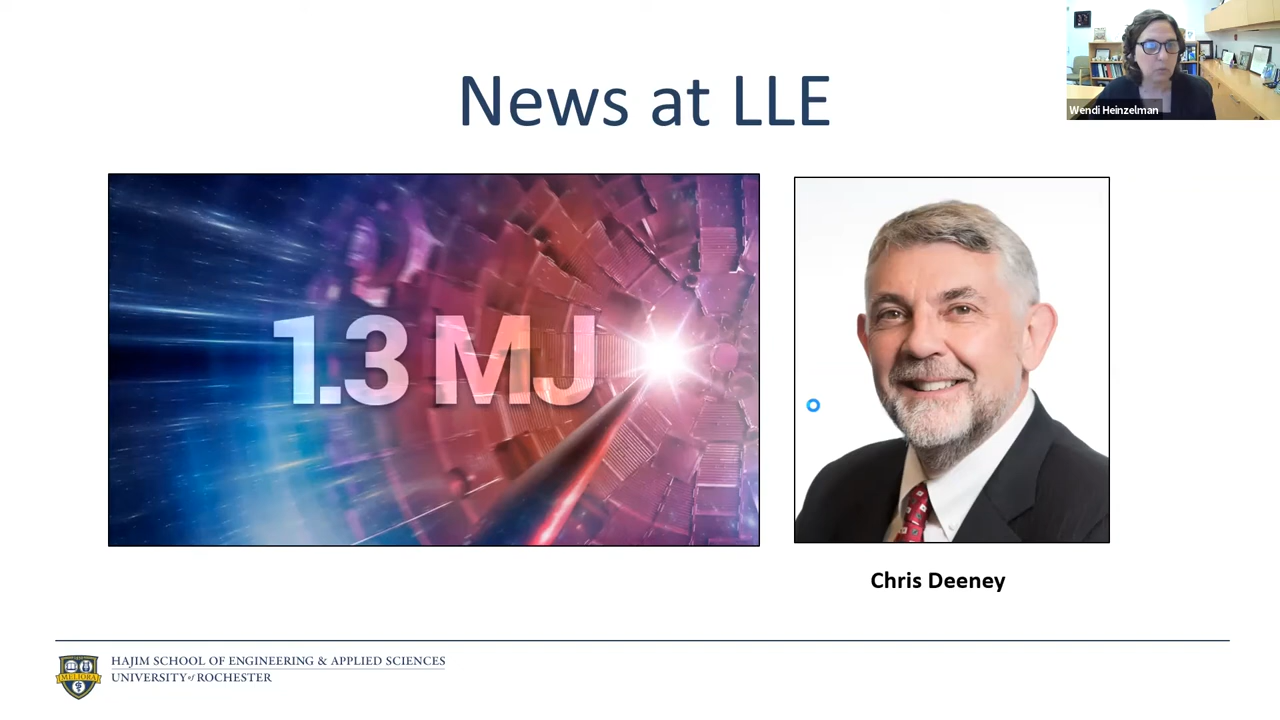 News at LLE
Wendi Heinzelman
1.3 MJ
Chris Deeney
MELIORA
HAJIM SCHOOL OF ENGINEERING & APPLIED SCIENCES
UNIVERSITY of ROCHESTER